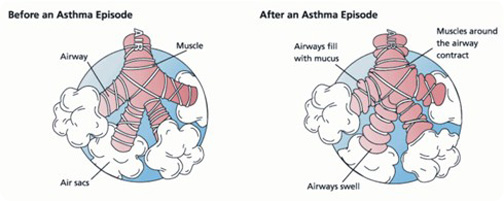 Before an Asthma Episode
AIR
Airway
Muscle
Air sacs
After an Asthma Episode
AIR
Airways fill
with mucus
Muscles around
the airway
contract
Airways swell